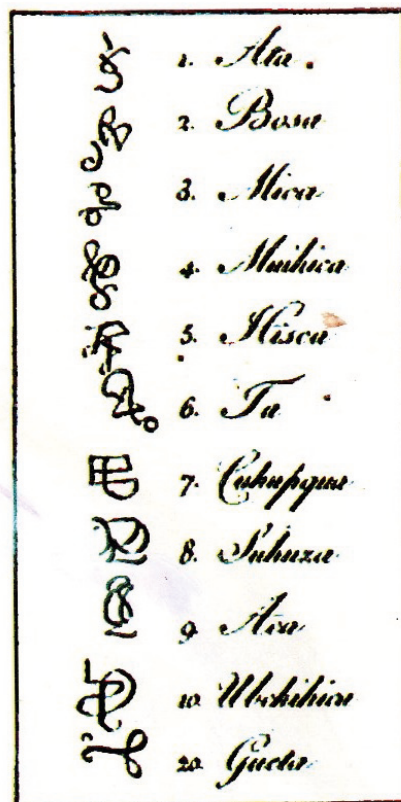 1. Ata.
2. Bosa
3. Mica
4. Muihica
5. Hisca
6. Ta
7. Cuhupqua
8. Suhuza
9. Aca
10. Ubchihica
20. Gueta